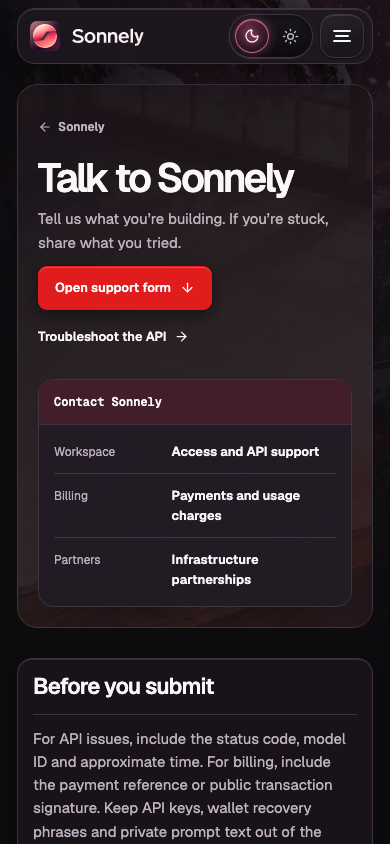 Sonnely
Sonnely
Talk to Sonnely
Tell us what you're building. If you're stuck,
share what you tried.
Open support form
Troubleshoot the API
Contact Sonnely
Workspace
Access and API support
Billing
Payments and usage
charges
Partners
Infrastructure
partnerships
Before you submit
For API issues, include the status code, model
ID and approximate time. For billing, include
the payment reference or public transaction
signature. Keep API keys, wallet recovery
phrases and private prompt text out of the